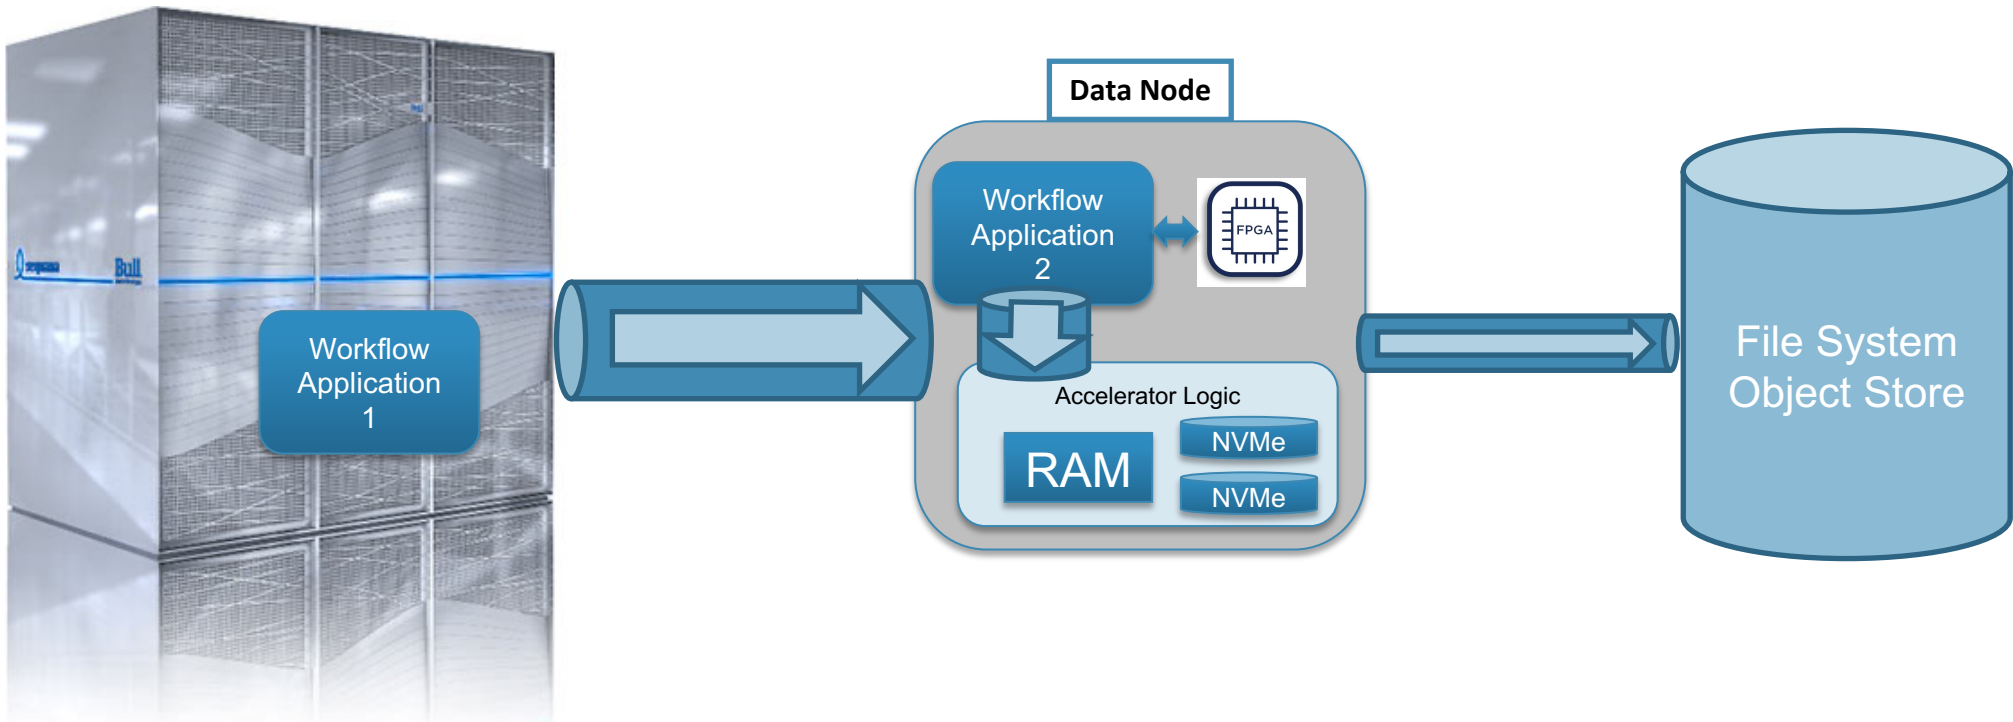 sequana
Bull
Workflow
Application
1
Data Node
Workflow
Application
2
FPGA
Accelerator Logic
RAM
NVMe
NVMe
File System
Object Store